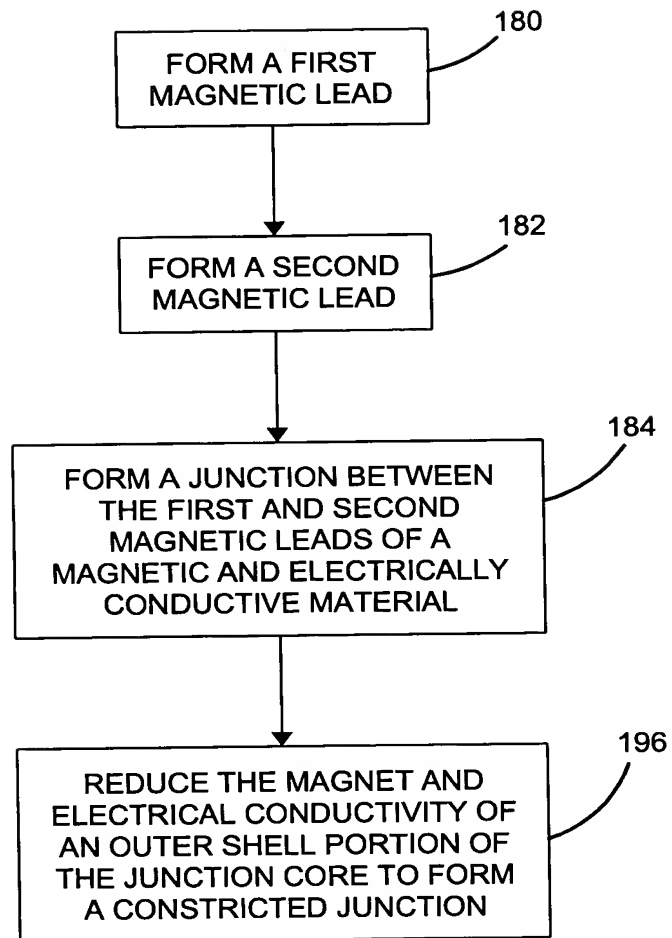 180
FORM A FIRST
MAGNETIC LEAD
182
FORM A SECOND
MAGNETIC LEAD
184
FORM A JUNCTION BETWEEN
THE FIRST AND SECOND
MAGNETIC LEADS OF A
MAGNETIC AND ELECTRICALLY
CONDUCTIVE MATERIAL
196
REDUCE THE MAGNET AND
ELECTRICAL CONDUCTIVITY OF
AN OUTER SHELL PORTION OF
THE JUNCTION CORE TO FORM
A CONSTRICTED JUNCTION